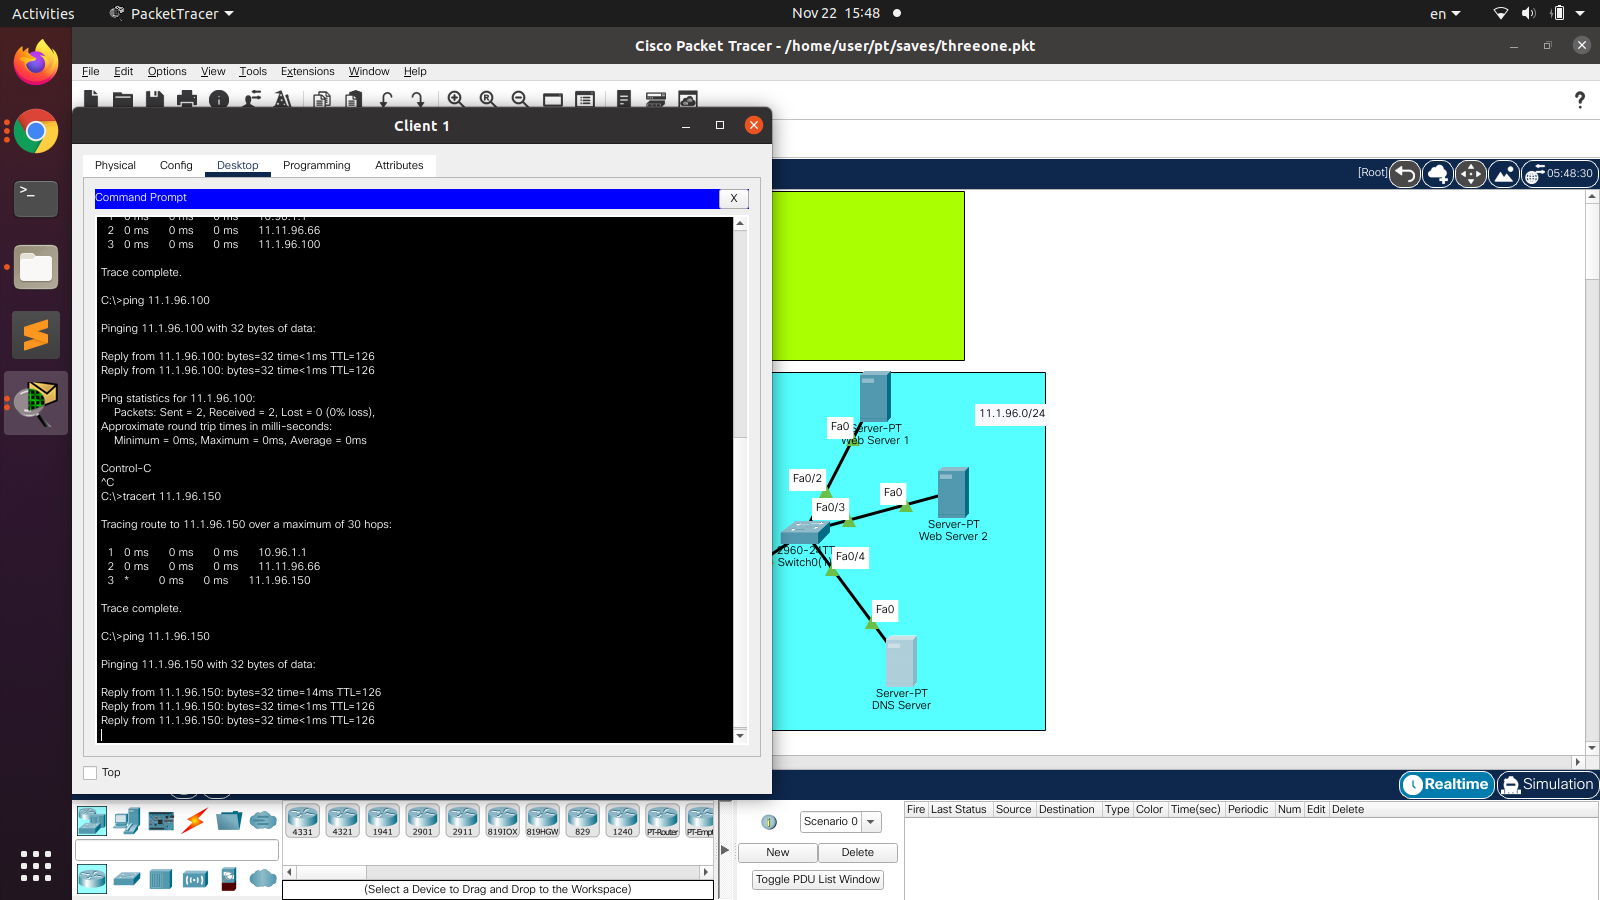 Activities
PacketTracer
Nov 22 15:48
en
Cisco Packet Tracer - /home/user/pt/saves/threeone.pkt
File Edit Options View Tools Extensions Window Help
?
Client 1
Physical Config Desktop Programming Attributes
Command Prompt
X
1 0 ms 0 ms 0 ms 10.96.1.1
2 0 ms 0 ms 0 ms 11.11.96.66
3 0 ms 0 ms 0 ms 11.1.96.100
Trace complete.
C:\>ping 11.1.96.100
Pinging 11.1.96.100 with 32 bytes of data:
Reply from 11.1.96.100: bytes=32 time<1ms TTL=126
Reply from 11.1.96.100: bytes=32 time<1ms TTL=126
Ping statistics for 11.1.96.100:
Packets: Sent = 2, Received = 2, Lost = 0 (0% loss),
Approximate round trip times in milli-seconds:
Minimum = 0ms, Maximum = 0ms, Average = 0ms
Control-C
^C
C:\>tracert 11.1.96.150
Tracing route to 11.1.96.150 over a maximum of 30 hops:
1 0 ms 0 ms 0 ms 10.96.1.1
2 0 ms 0 ms 0 ms 11.11.96.66
3 * 0 ms 0 ms 11.1.96.150
Trace complete.
C:\>ping 11.1.96.150
Pinging 11.1.96.150 with 32 bytes of data:
Reply from 11.1.96.150: bytes=32 time=14ms TTL=126
Reply from 11.1.96.150: bytes=32 time<1ms TTL=126
Reply from 11.1.96.150: bytes=32 time<1ms TTL=126
Top
[Root]
05:48:30
11.1.96.0/24
Fa0
Server-PT
Web Server 1
Fa0/2
Fa0
Fa0/3
Server-PT
Web Server 2
2960-24TT
Switch0(1)
Fa0/4
Fa0
Server-PT
DNS Server
Realtime
Simulation
4331 4321 1941 2901 2911 819IOX 819HGW 829 1240 PT-Router PT-Empt
(Select a Device to Drag and Drop to the Workspace)
Scenario 0
New
Delete
Toggle PDU List Window
Fire Last Status Source Destination Type Color Time(sec) Periodic Num Edit Delete